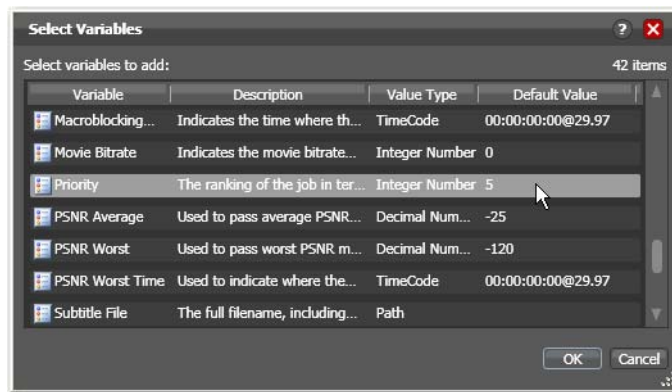 Select Variables ?
Select variables to add: 42 items
Variable Description Value Type Default Value
Macroblocking... Indicates the time where th... TimeCode 00:00:00:00@29.97
Movie Bitrate Indicates the movie bitrate... Integer Number 0
Priority The ranking of the job in ter... Integer Number 5
PSNR Average Used to pass average PSNR... Decimal Num... -25
PSNR Worst Used to pass worst PSNR m... Decimal Num... -120
PSNR Worst Time Used to indicate where the... TimeCode 00:00:00:00@29.97
Subtitle File The full filename, including... Path
OK Cancel